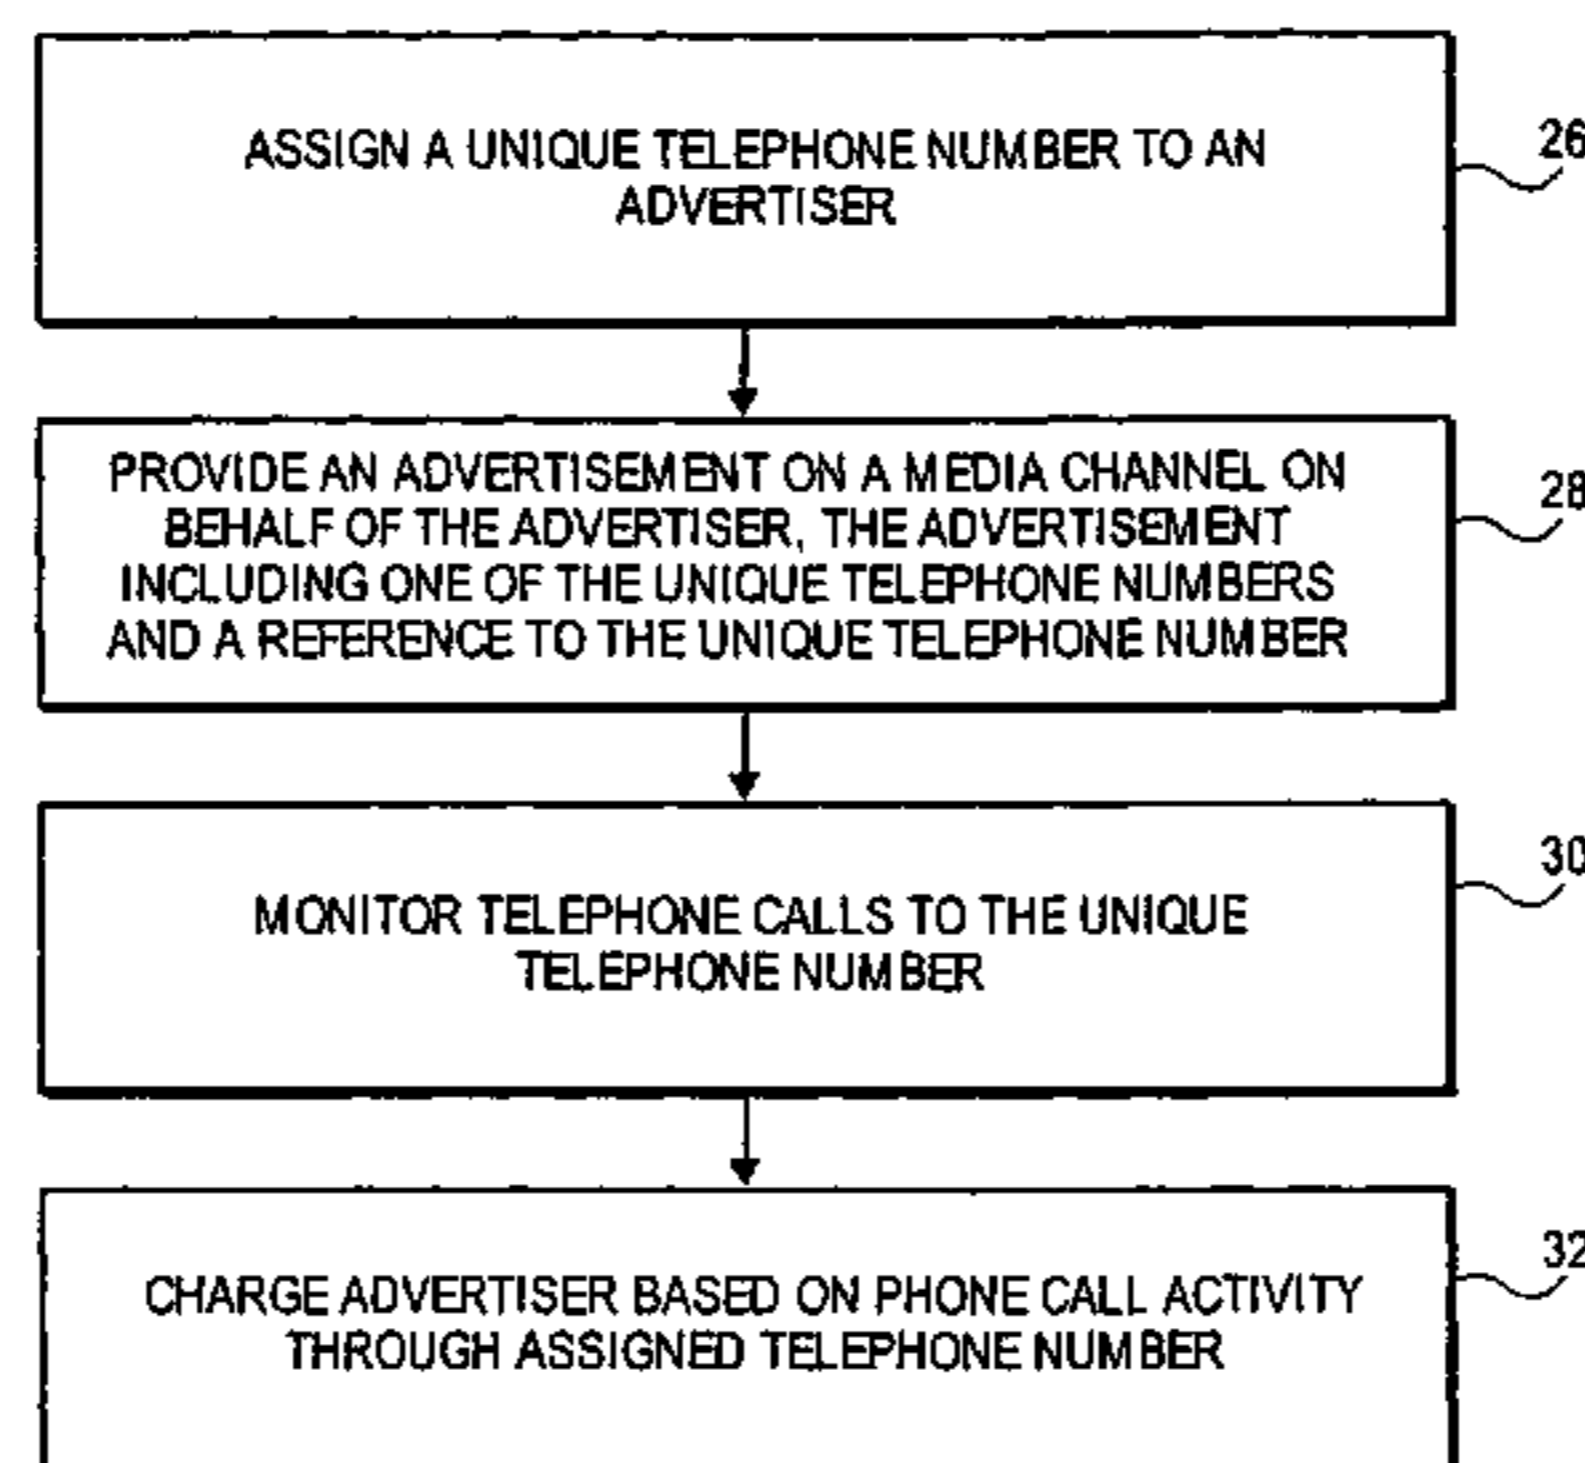 ASSIGN A UNIQUE TELEPHONE NUMBER TO AN
ADVERTISER
26
PROVIDE AN ADVERTISEMENT ON A MEDIA CHANNEL ON
BEHALF OF THE ADVERTISER, THE ADVERTISEMENT
INCLUDING ONE OF THE UNIQUE TELEPHONE NUMBERS
AND A REFERENCE TO THE UNIQUE TELEPHONE NUMBER
28
MONITOR TELEPHONE CALLS TO THE UNIQUE
TELEPHONE NUMBER
30
CHARGE ADVERTISER BASED ON PHONE CALL ACTIVITY
THROUGH ASSIGNED TELEPHONE NUMBER
32